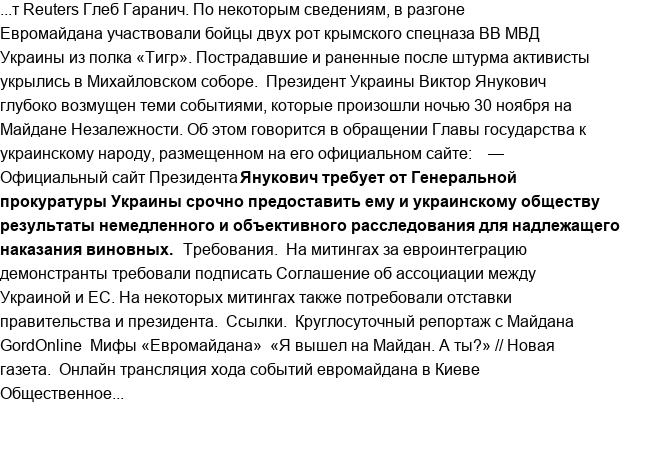 ...т Reuters Глеб Гаранич. По некоторым сведениям, в разгоне
Евромайдана участвовали бойцы двух рот крымского спецназа ВВ МВД
Украины из полка «Тигр». Пострадавшие и раненные после штурма активисты
укрылись в Михайловском соборе.  Президент Украины Виктор Янукович
глубоко возмущен теми событиями, которые произошли ночью 30 ноября на
Майдане Незалежности. Об этом говорится в обращении Главы государства к
украинскому народу, размещенном на его официальном сайте:    —
Официальный сайт Президента Янукович требует от Генеральной
прокуратуры Украины срочно предоставить ему и украинскому обществу
результаты немедленного и объективного расследования для надлежащего
наказания виновных.  Требования.  На митингах за евроинтеграцию
демонстранты требовали подписать Соглашение об ассоциации между
Украиной и ЕС. На некоторых митингах также потребовали отставки
правительства и президента.  Ссылки.  Круглосуточный репортаж с Майдана
GordOnline  Мифы «Евромайдана»  «Я вышел на Майдан. А ты?» // Новая
газета.  Онлайн трансляция хода событий евромайдана в Киеве
Общественное...